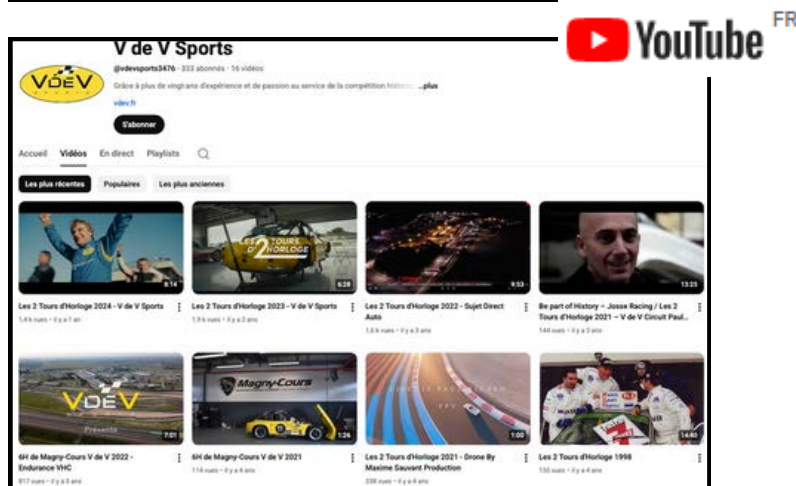 YouTube FR
V de V Sports
VDEV
SPORTS
@vdevsports3476 · 333 abonnés · 16 vidéos
Grâce à plus de vingt ans d'expérience et de passion au service de la compétition ...plus
vdev.fr
S'abonner
Accueil Vidéos En direct Playlists
Les plus récentes Populaires Les plus anciennes
LES 2 TOURS
D'HORLOGE
8:14 6:28 9:53 13:25
Les 2 Tours d'Horloge 2024 - V de V Sports
1,4 k vues · il y a 1 an
Les 2 Tours d'Horloge 2023 - V de V Sports
1,9 k vues · il y a 2 ans
Les 2 Tours d'Horloge 2022 - Sujet Direct
Auto
1,6 k vues · il y a 3 ans
Be part of History – Josse Racing / Les 2
Tours d'Horloge 2021 – V de V Circuit Paul...
144 vues · il y a 3 ans
VDEV
Présente
7:01
Magny-Cours
1:26
CIRCUIT PAUL RICARD
1:00
14:40
6H de Magny-Cours V de V 2022 -
Endurance VHC
817 vues · il y a 3 ans
6H de Magny-Cours V de V 2021
114 vues · il y a 4 ans
Les 2 Tours d'Horloge 2021 - Drone By
Maxime Sauvant Production
338 vues · il y a 4 ans
Les 2 Tours d'Horloge 1998
150 vues · il y a 4 ans